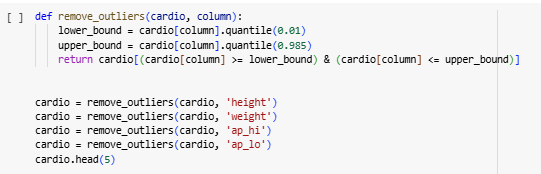 [ ] def remove_outliers(cardio, column):
    lower_bound = cardio[column].quantile(0.01)
    upper_bound = cardio[column].quantile(0.985)
    return cardio[(cardio[column] >= lower_bound) & (cardio[column] <= upper_bound)]
cardio = remove_outliers(cardio, 'height')
cardio = remove_outliers(cardio, 'weight')
cardio = remove_outliers(cardio, 'ap_hi')
cardio = remove_outliers(cardio, 'ap_lo')
cardio.head(5)